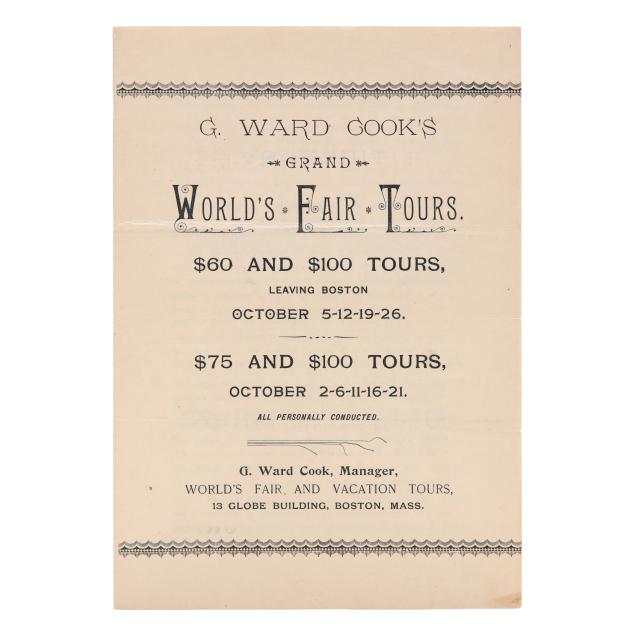 G. WARD COOK'S
GRAND
WORLD'S * FAIR * TOURS.
$60 AND $100 TOURS,
LEAVING BOSTON
OCTOBER 5-12-19-26.
$75 AND $100 TOURS,
OCTOBER 2-6-11-16-21.
ALL PERSONALLY CONDUCTED.
G. Ward Cook, Manager,
WORLD'S FAIR AND VACATION TOURS,
13 GLOBE BUILDING, BOSTON, MASS.